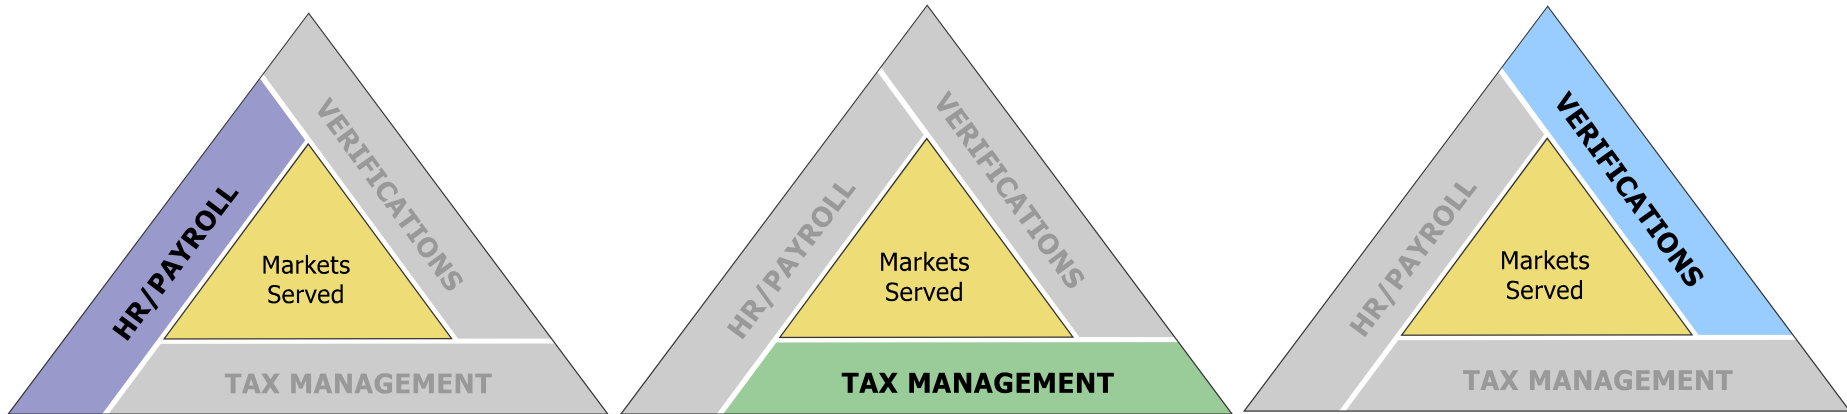 VERIFICATIONS
HR/PAYROLL
Markets
Served
TAX MANAGEMENT
VERIFICATIONS
HR/PAYROLL
Markets
Served
TAX MANAGEMENT
VERIFICATIONS
HR/PAYROLL
Markets
Served
TAX MANAGEMENT